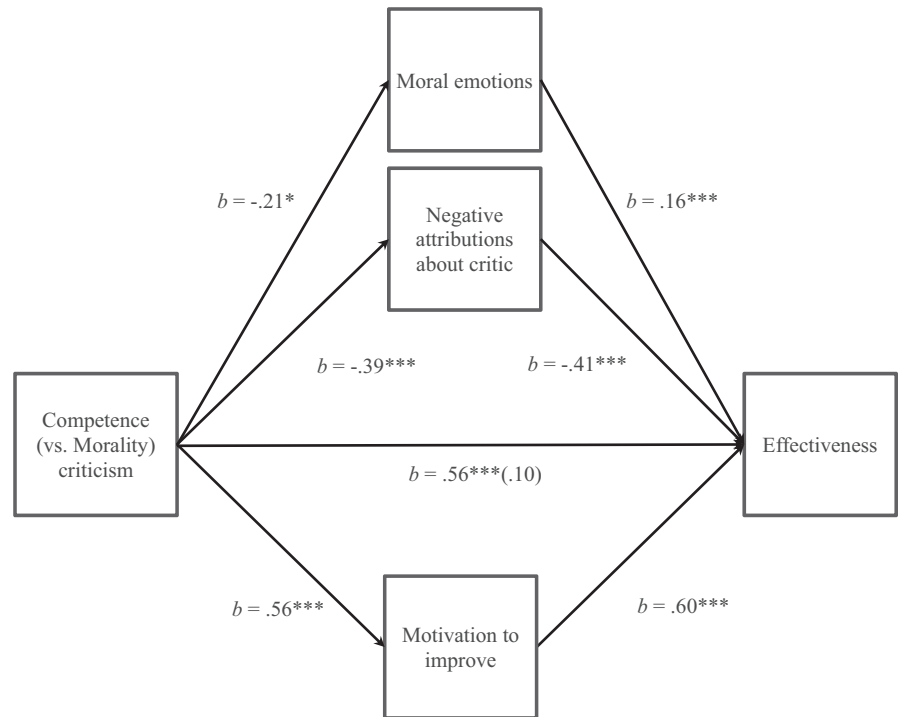 Moral emotions
b = -.21*
b = .16***
Negative
attributions
about critic
b = -.39***
b = -.41***
Competence
(vs. Morality)
criticism
Effectiveness
b = .56***(.10)
b = .56***
b = .60***
Motivation to
improve